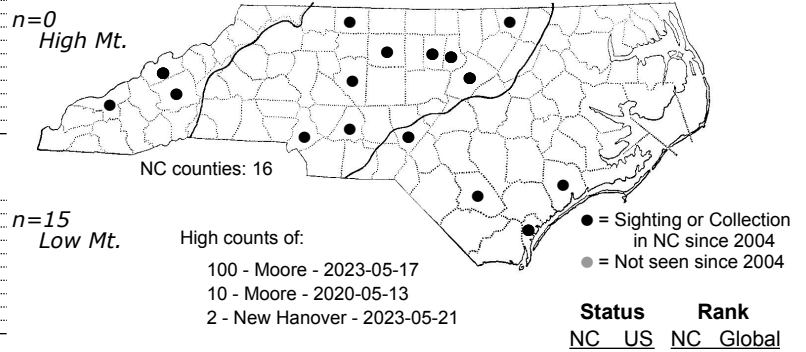 n=0
High Mt.
NC counties: 16
n=15
Low Mt.
High counts of:
100 - Moore - 2023-05-17
10 - Moore - 2020-05-13
2 - New Hanover - 2023-05-21
= Sighting or Collection
in NC since 2004
= Not seen since 2004
Status Rank
NC US NC Global